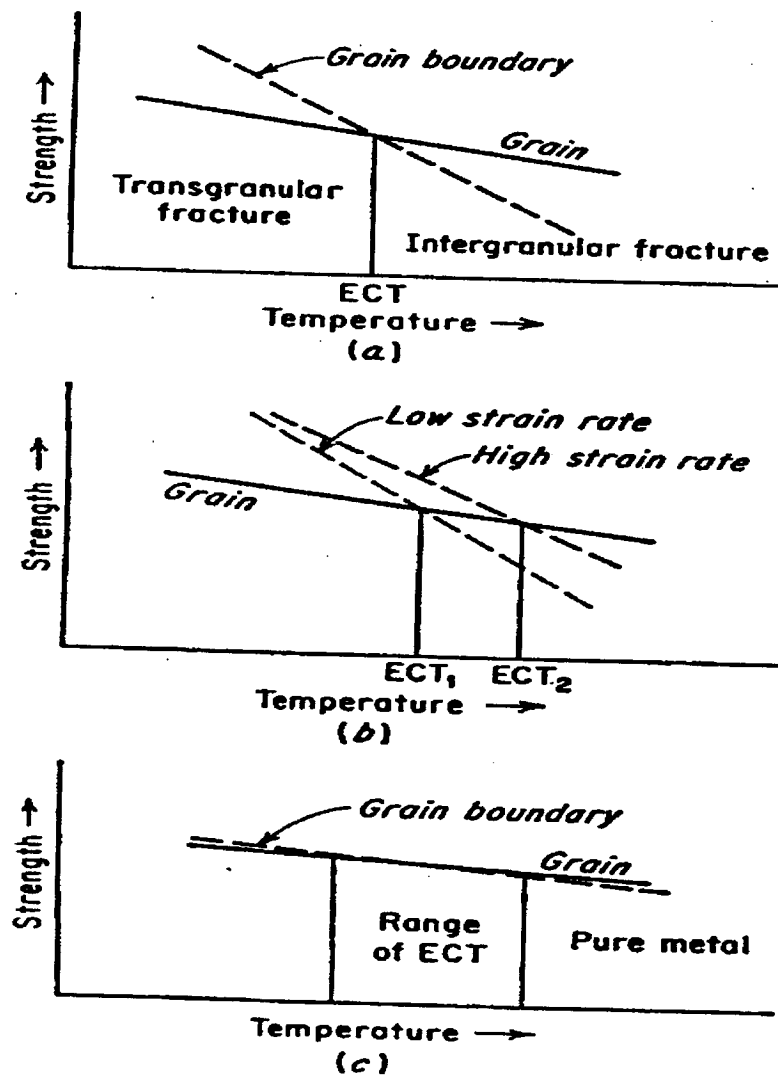 Grain boundary
Grain
Strength →
Transgranular
fracture
Intergranular fracture
ECT
Temperature →
(a)
Low strain rate
High strain rate
Grain
Strength →
ECT₁ ECT₂
Temperature →
(b)
Grain boundary
Grain
Strength →
Range
of ECT
Pure metal
Temperature →
(c)